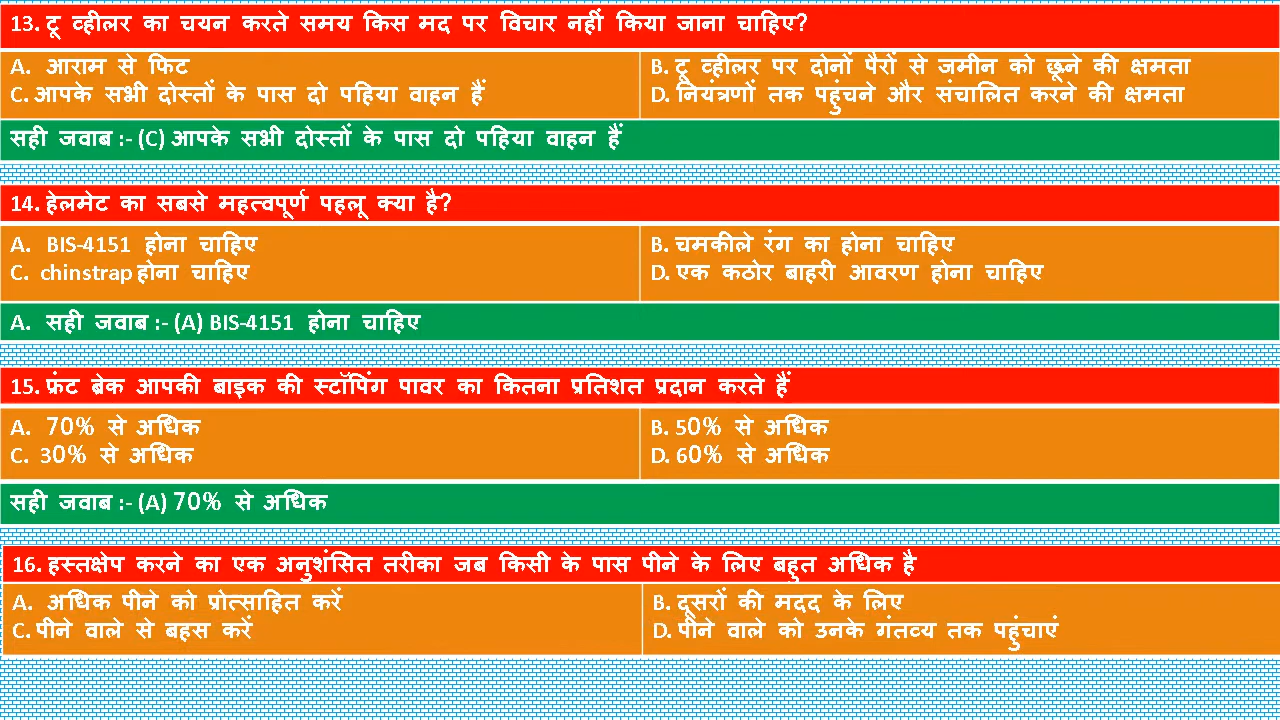 13. टू व्हीलर का चयन करते समय किस मद पर विचार नहीं किया जाना चाहिए?
A. आराम से फिट
B. टू व्हीलर पर दोनों पैरों से जमीन को छूने की क्षमता
C. आपके सभी दोस्तों के पास दो पहिया वाहन हैं
D. नियंत्रणों तक पहुंचने और संचालित करने की क्षमता
सही जवाब :- (C) आपके सभी दोस्तों के पास दो पहिया वाहन हैं
14. हेलमेट का सबसे महत्वपूर्ण पहलू क्या है?
A. BIS-4151 होना चाहिए
B. चमकीले रंग का होना चाहिए
C. chinstrap होना चाहिए
D. एक कठोर बाहरी आवरण होना चाहिए
A. सही जवाब :- (A) BIS-4151 होना चाहिए
15. फ्रंट ब्रेक आपकी बाइक की स्टॉपिंग पावर का कितना प्रतिशत प्रदान करते हैं
A. 70% से अधिक
B. 50% से अधिक
C. 30% से अधिक
D. 60% से अधिक
सही जवाब :- (A) 70% से अधिक
16. हस्तक्षेप करने का एक अनुशंसित तरीका जब किसी के पास पीने के लिए बहुत अधिक है
A. अधिक पीने को प्रोत्साहित करें
B. दूसरों की मदद के लिए
C. पीने वाले से बहस करें
D. पीने वाले को उनके गंतव्य तक पहुंचाएं